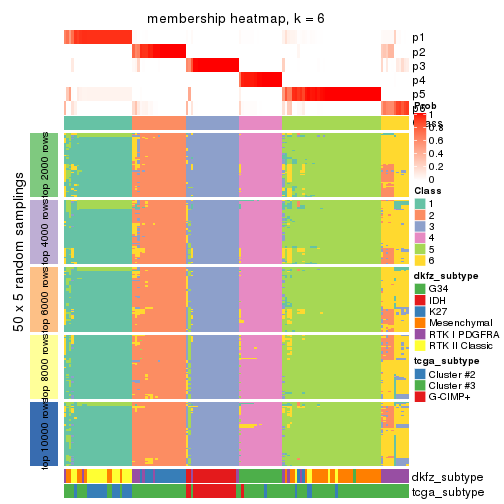 membership heatmap, k = 6
p1
p2
p3
p4
p5
p6
Prob
1
0.8
0.6
0.4
0.2
0
Class
Class
1
2
3
4
5
6
dkfz_subtype
G34
IDH
K27
Mesenchymal
RTK I PDGFRA
RTK II Classic
tcga_subtype
Cluster #2
Cluster #3
G-CIMP+
50 x 5 random samplings
top 2000 rows
top 4000 rows
top 6000 rows
top 8000 rows
top 10000 rows
dkfz_subtype
tcga_subtype